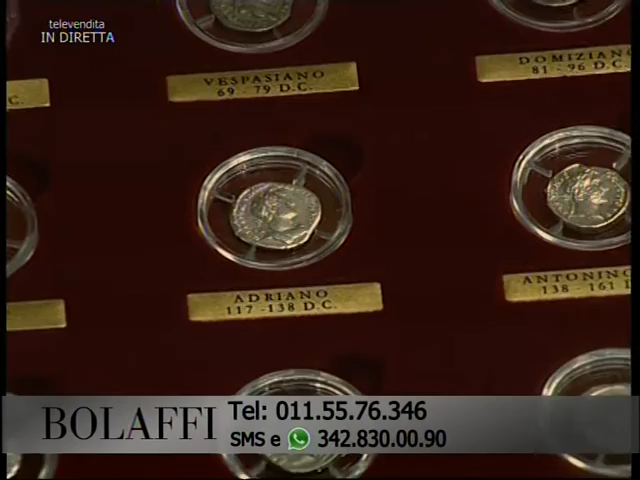 televendita
IN DIRETTA
C.
VESPASIANO
69 - 79 D.C.
DOMIZIANO
81 - 96 D.C.
ADRIANO
117 - 138 D.C.
ANTONINO
138 - 161 D
BOLAFFI
Tel: 011.55.76.346
SMS e 342.830.00.90